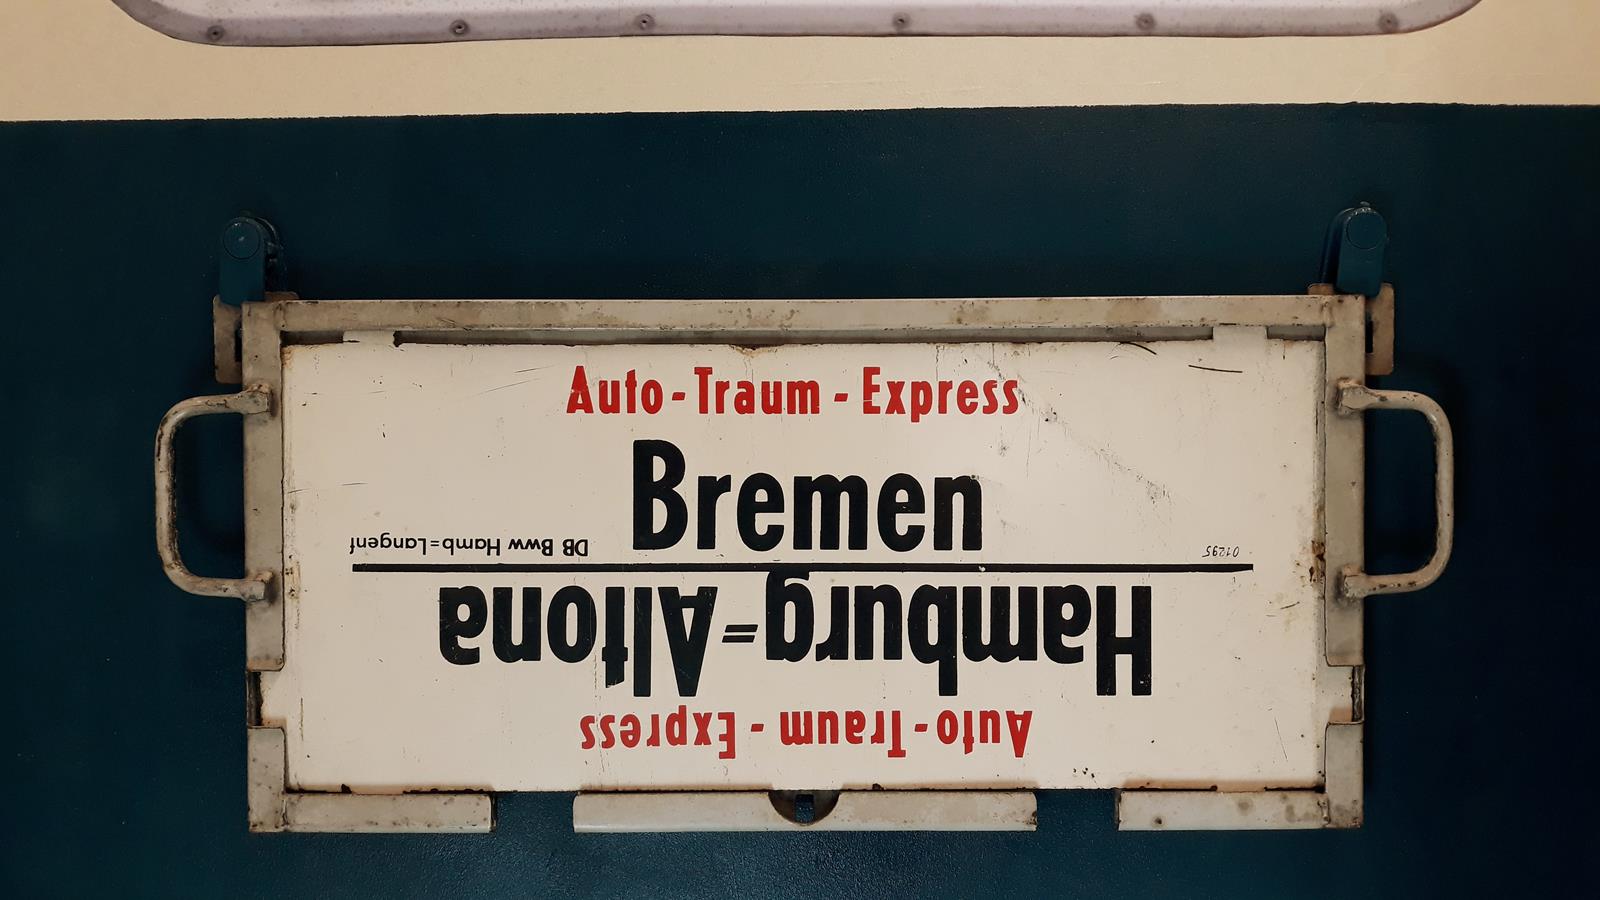 Auto-Traum-Express
Bremen
DB Bww Hamb=Langenf
01295
Hamburg=Altona
Auto-Traum-Express